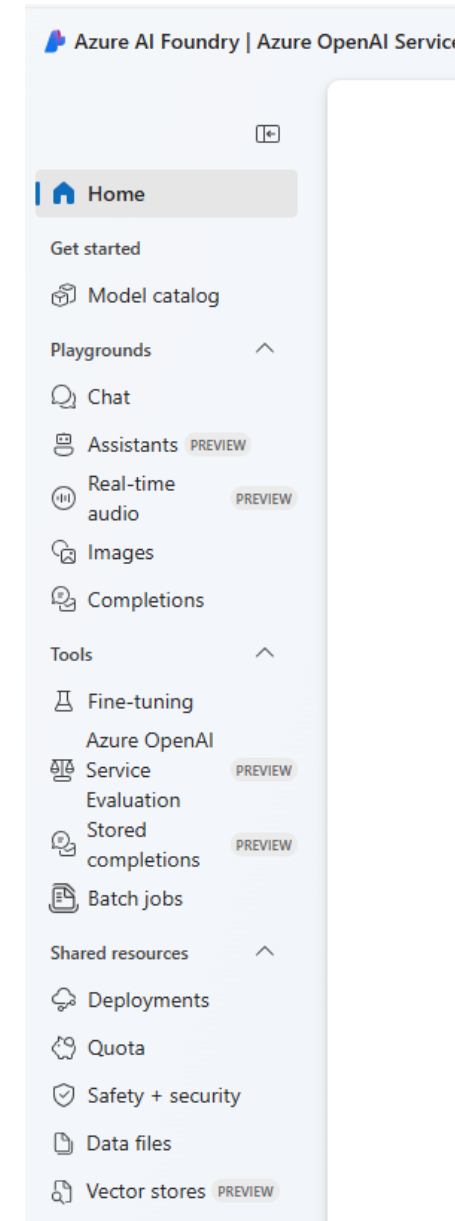 Azure AI Foundry | Azure OpenAI Service
Home
Get started
Model catalog
Playgrounds
Chat
Assistants PREVIEW
Real-time
audio PREVIEW
Images
Completions
Tools
Fine-tuning
Azure OpenAI
Service PREVIEW
Evaluation
Stored
completions PREVIEW
Batch jobs
Shared resources
Deployments
Quota
Safety + security
Data files
Vector stores PREVIEW